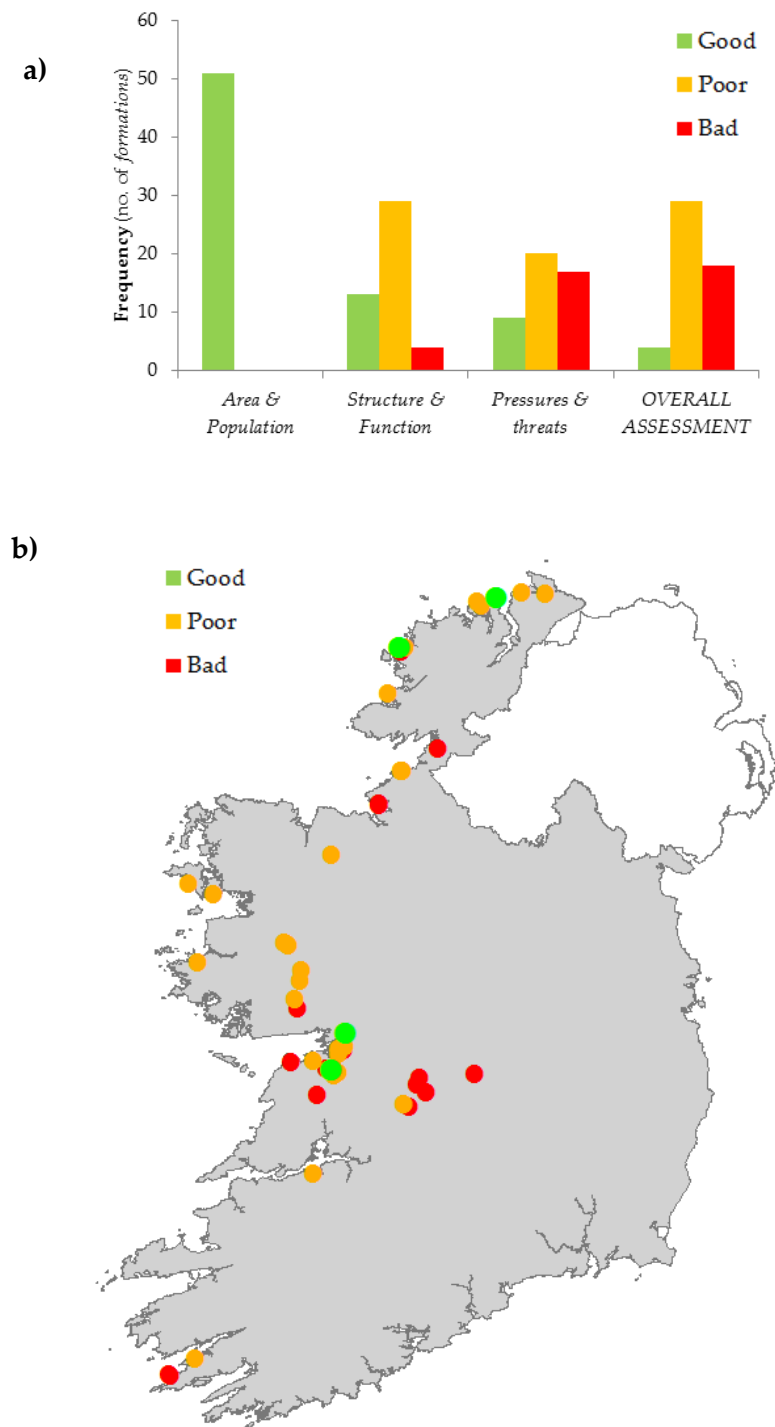 a)
Frequency (no. of formations)
60
50
40
30
20
10
0
Good
Poor
Bad
Area &
Population
Structure &
Function
Pressures &
threats
OVERALL
ASSESSMENT
b)
Good
Poor
Bad